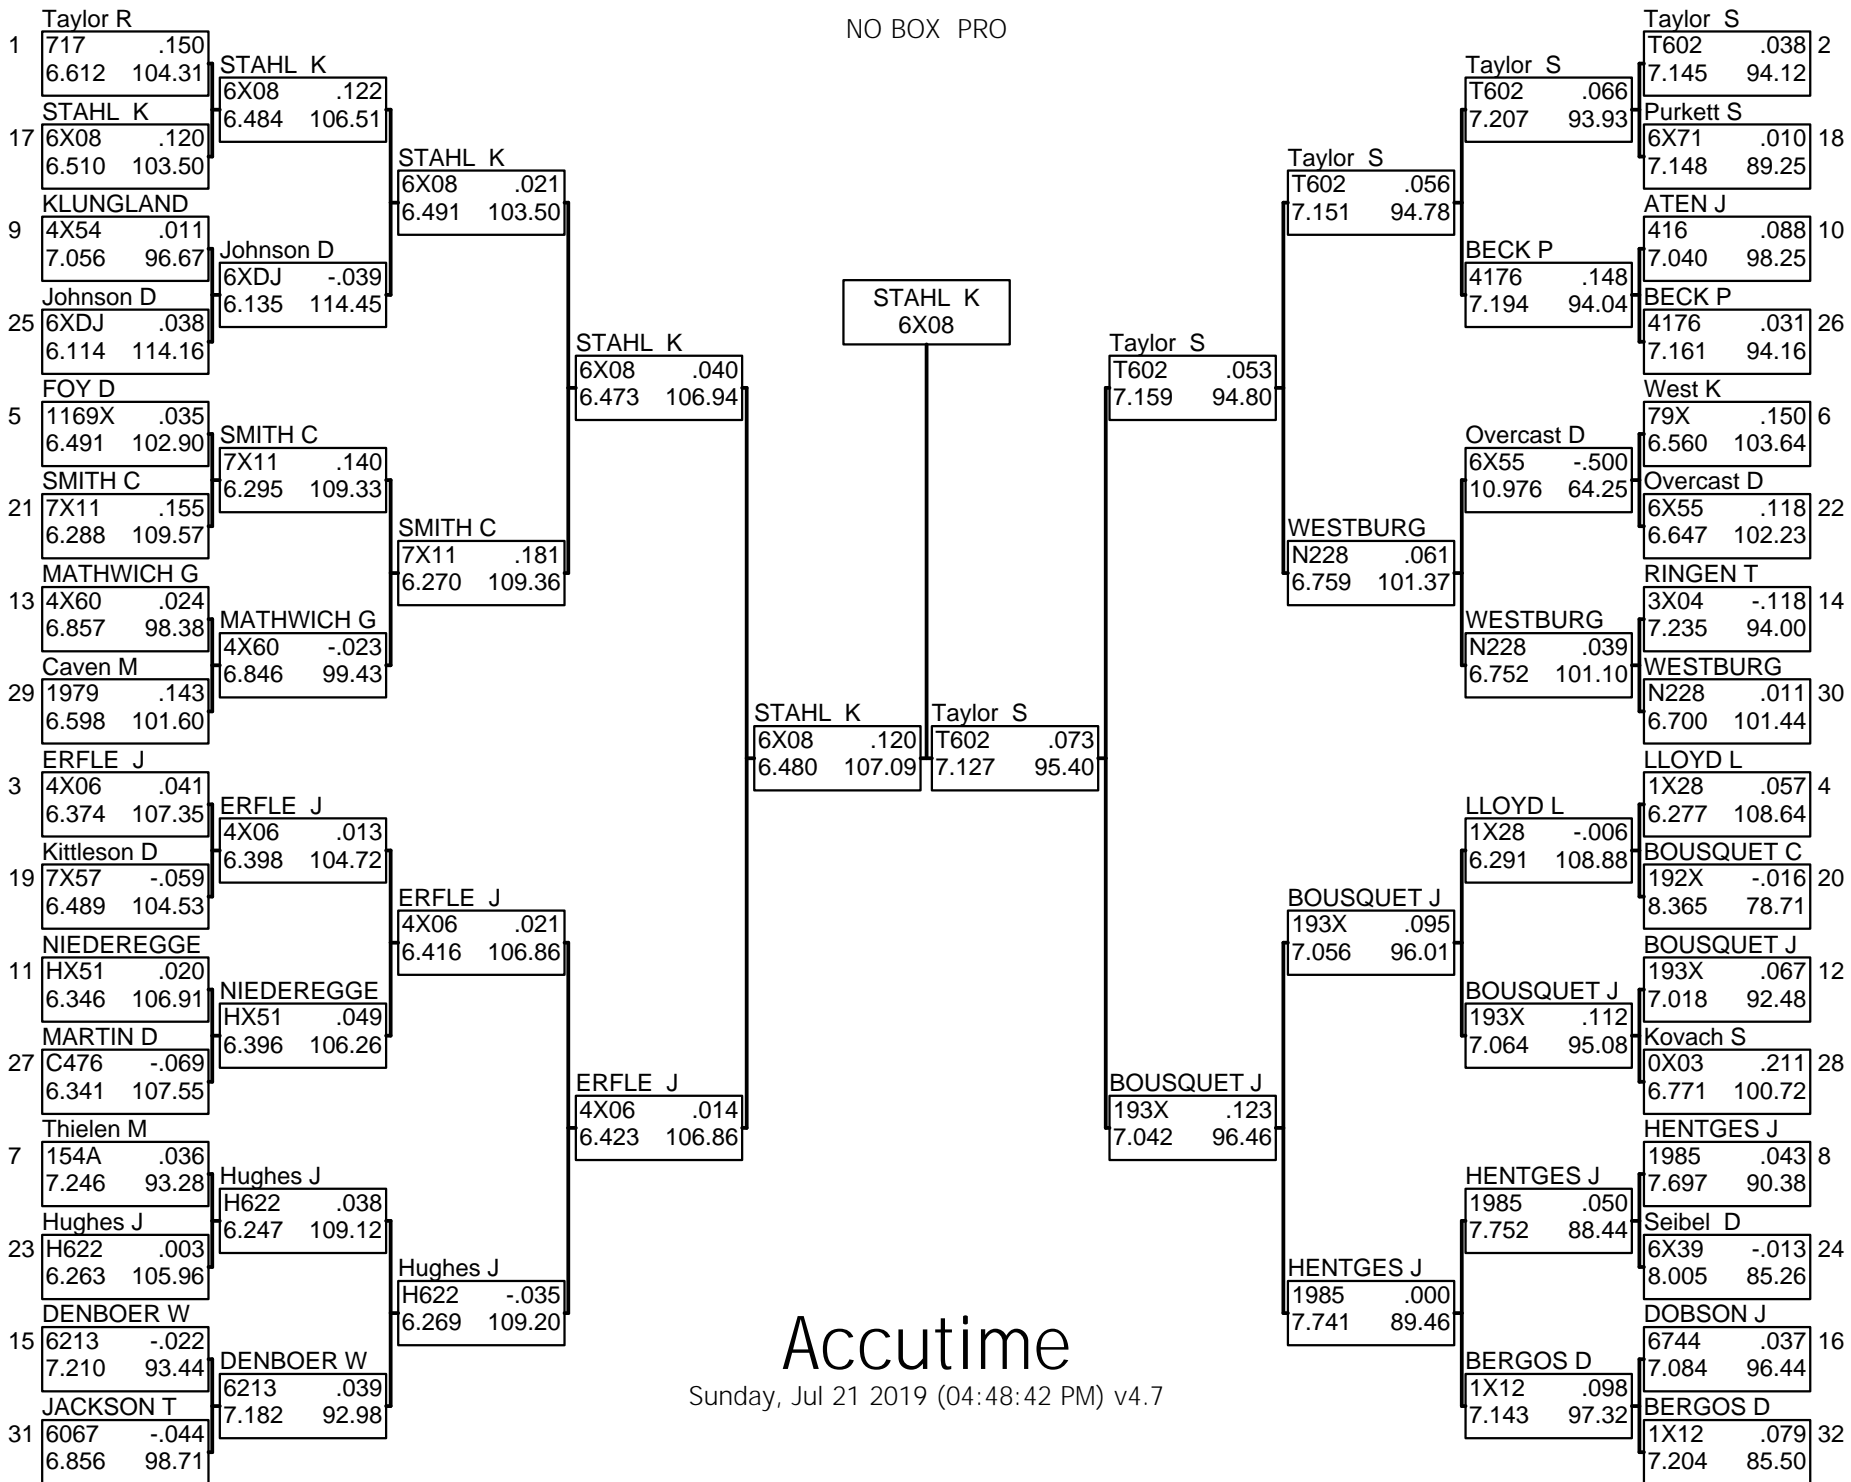 NO BOX PRO
Taylor R
1 717 .150
6.612 104.31
STAHL K
17 6X08 .120
6.510 103.50
KLUNGLAND
9 4X54 .011
7.056 96.67
Johnson D
25 6XDJ .038
6.114 114.16
FOY D
5 1169X .035
6.491 102.90
SMITH C
21 7X11 .155
6.288 109.57
MATHWICH G
13 4X60 .024
6.857 98.38
Caven M
29 1979 .143
6.598 101.60
ERFLE J
3 4X06 .041
6.374 107.35
Kittleson D
19 7X57 -.059
6.489 104.53
NIEDEREGGE
11 HX51 .020
6.346 106.91
MARTIN D
27 C476 -.069
6.341 107.55
Thielen M
7 154A .036
7.246 93.28
Hughes J
23 H622 .003
6.263 105.96
DENBOER W
15 6213 -.022
7.210 93.44
JACKSON T
31 6067 -.044
6.856 98.71
STAHL K
6X08 .122
6.484 106.51
Johnson D
6XDJ -.039
6.135 114.45
SMITH C
7X11 .140
6.295 109.33
MATHWICH G
4X60 -.023
6.846 99.43
ERFLE J
4X06 .013
6.398 104.72
NIEDEREGGE
HX51 .049
6.396 106.26
Hughes J
H622 .038
6.247 109.12
DENBOER W
6213 .039
7.182 92.98
STAHL K
6X08 .021
6.491 103.50
SMITH C
7X11 .181
6.270 109.36
ERFLE J
4X06 .021
6.416 106.86
Hughes J
H622 -.035
6.269 109.20
STAHL K
6X08 .040
6.473 106.94
ERFLE J
4X06 .014
6.423 106.86
STAHL K
6X08 .120
6.480 107.09
STAHL K
6X08
Taylor S
T602 .073
7.127 95.40
Taylor S
T602 .053
7.159 94.80
BOUSQUET J
193X .123
7.042 96.46
Taylor S
T602 .056
7.151 94.78
WESTBURG
N228 .061
6.759 101.37
BOUSQUET J
193X .095
7.056 96.01
HENTGES J
1985 .000
7.741 89.46
Taylor S
T602 .066
7.207 93.93
BECK P
4176 .148
7.194 94.04
Overcast D
6X55 -.500
10.976 64.25
WESTBURG
N228 .039
6.752 101.10
LLOYD L
1X28 -.006
6.291 108.88
BOUSQUET J
193X .112
7.064 95.08
HENTGES J
1985 .050
7.752 88.44
BERGOS D
1X12 .098
7.143 97.32
Taylor S
T602 .038 2
7.145 94.12
Purkett S
6X71 .010 18
7.148 89.25
ATEN J
416 .088 10
7.040 98.25
BECK P
4176 .031 26
7.161 94.16
West K
79X .150 6
6.560 103.64
Overcast D
6X55 .118 22
6.647 102.23
RINGEN T
3X04 -.118 14
7.235 94.00
WESTBURG
N228 .011 30
6.700 101.44
LLOYD L
1X28 .057 4
6.277 108.64
BOUSQUET C
192X -.016 20
8.365 78.71
BOUSQUET J
193X .067 12
7.018 92.48
Kovach S
0X03 .211 28
6.771 100.72
HENTGES J
1985 .043 8
7.697 90.38
Seibel D
6X39 -.013 24
8.005 85.26
DOBSON J
6744 .037 16
7.084 96.44
BERGOS D
1X12 .079 32
7.204 85.50
Accutime
Sunday, Jul 21 2019 (04:48:42 PM) v4.7